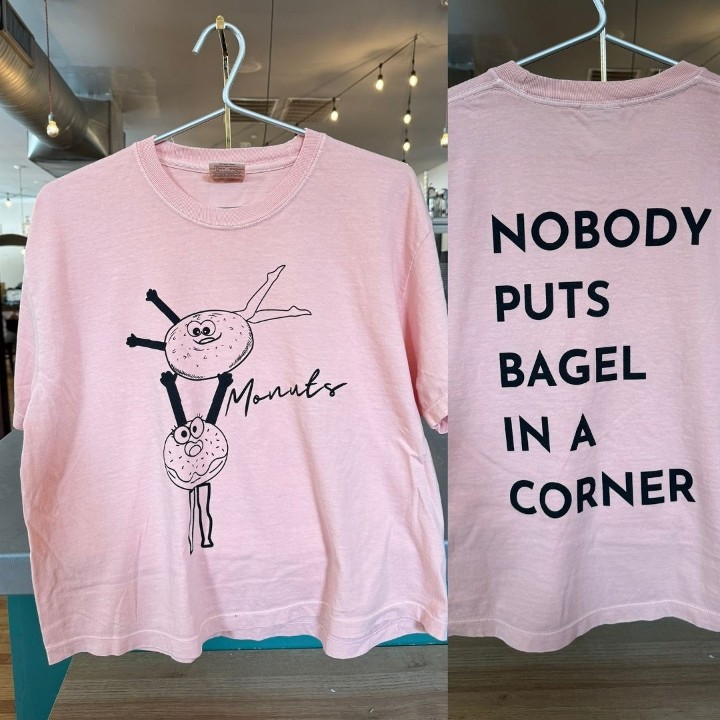 Monuts
NOBODY
PUTS
BAGEL
IN A
CORNER